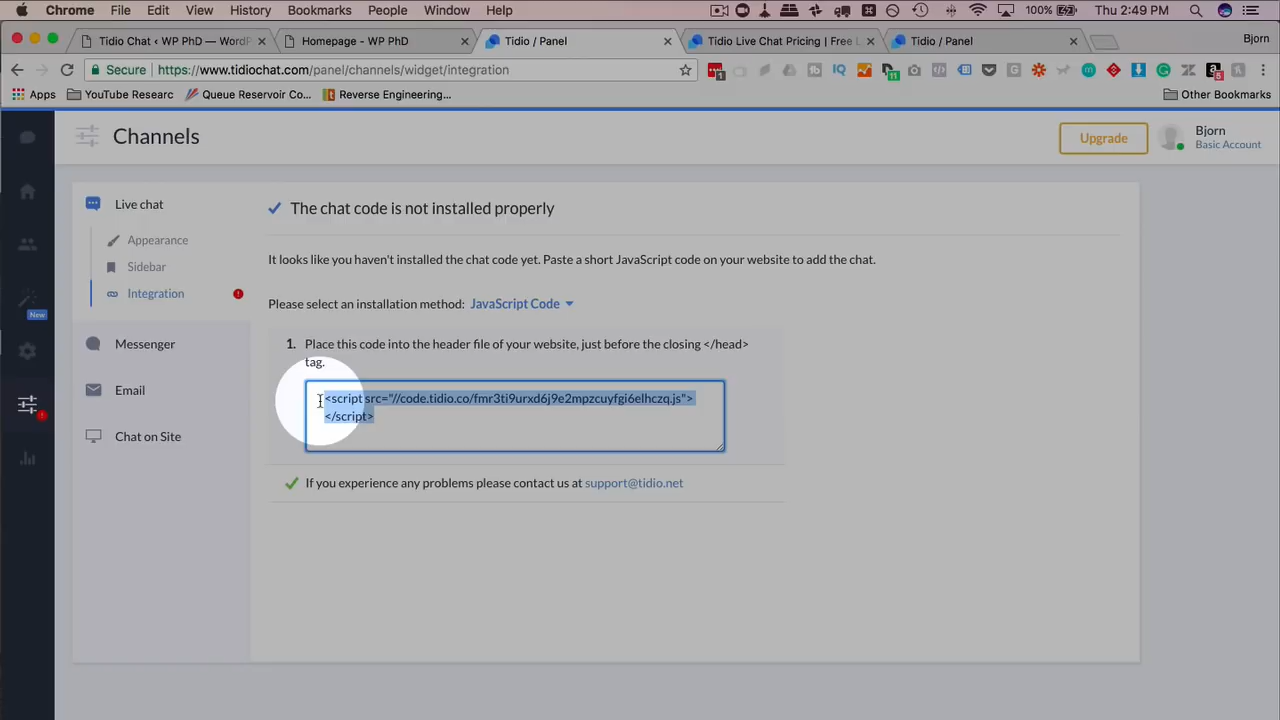 Chrome File Edit View History Bookmarks People Window Help 100% Thu 2:49 PM
Tidio Chat ‹ WP PhD — WordP Homepage - WP PhD Tidio / Panel Tidio Live Chat Pricing | Free L Tidio / Panel Bjorn
Secure https://www.tidiochat.com/panel/channels/widget/integration
Apps YouTube Researc Queue Reservoir Co... Reverse Engineering... Other Bookmarks
Channels
Upgrade
Bjorn
Basic Account
Live chat
Appearance
Sidebar
Integration
Messenger
Email
Chat on Site
New
The chat code is not installed properly
It looks like you haven't installed the chat code yet. Paste a short JavaScript code on your website to add the chat.
Please select an installation method: JavaScript Code
1. Place this code into the header file of your website, just before the closing </head>
tag.
<script src="//code.tidio.co/fmr3ti9urxd6j9e2mpzcuyfgi6elhczq.js">
</script>
If you experience any problems please contact us at support@tidio.net